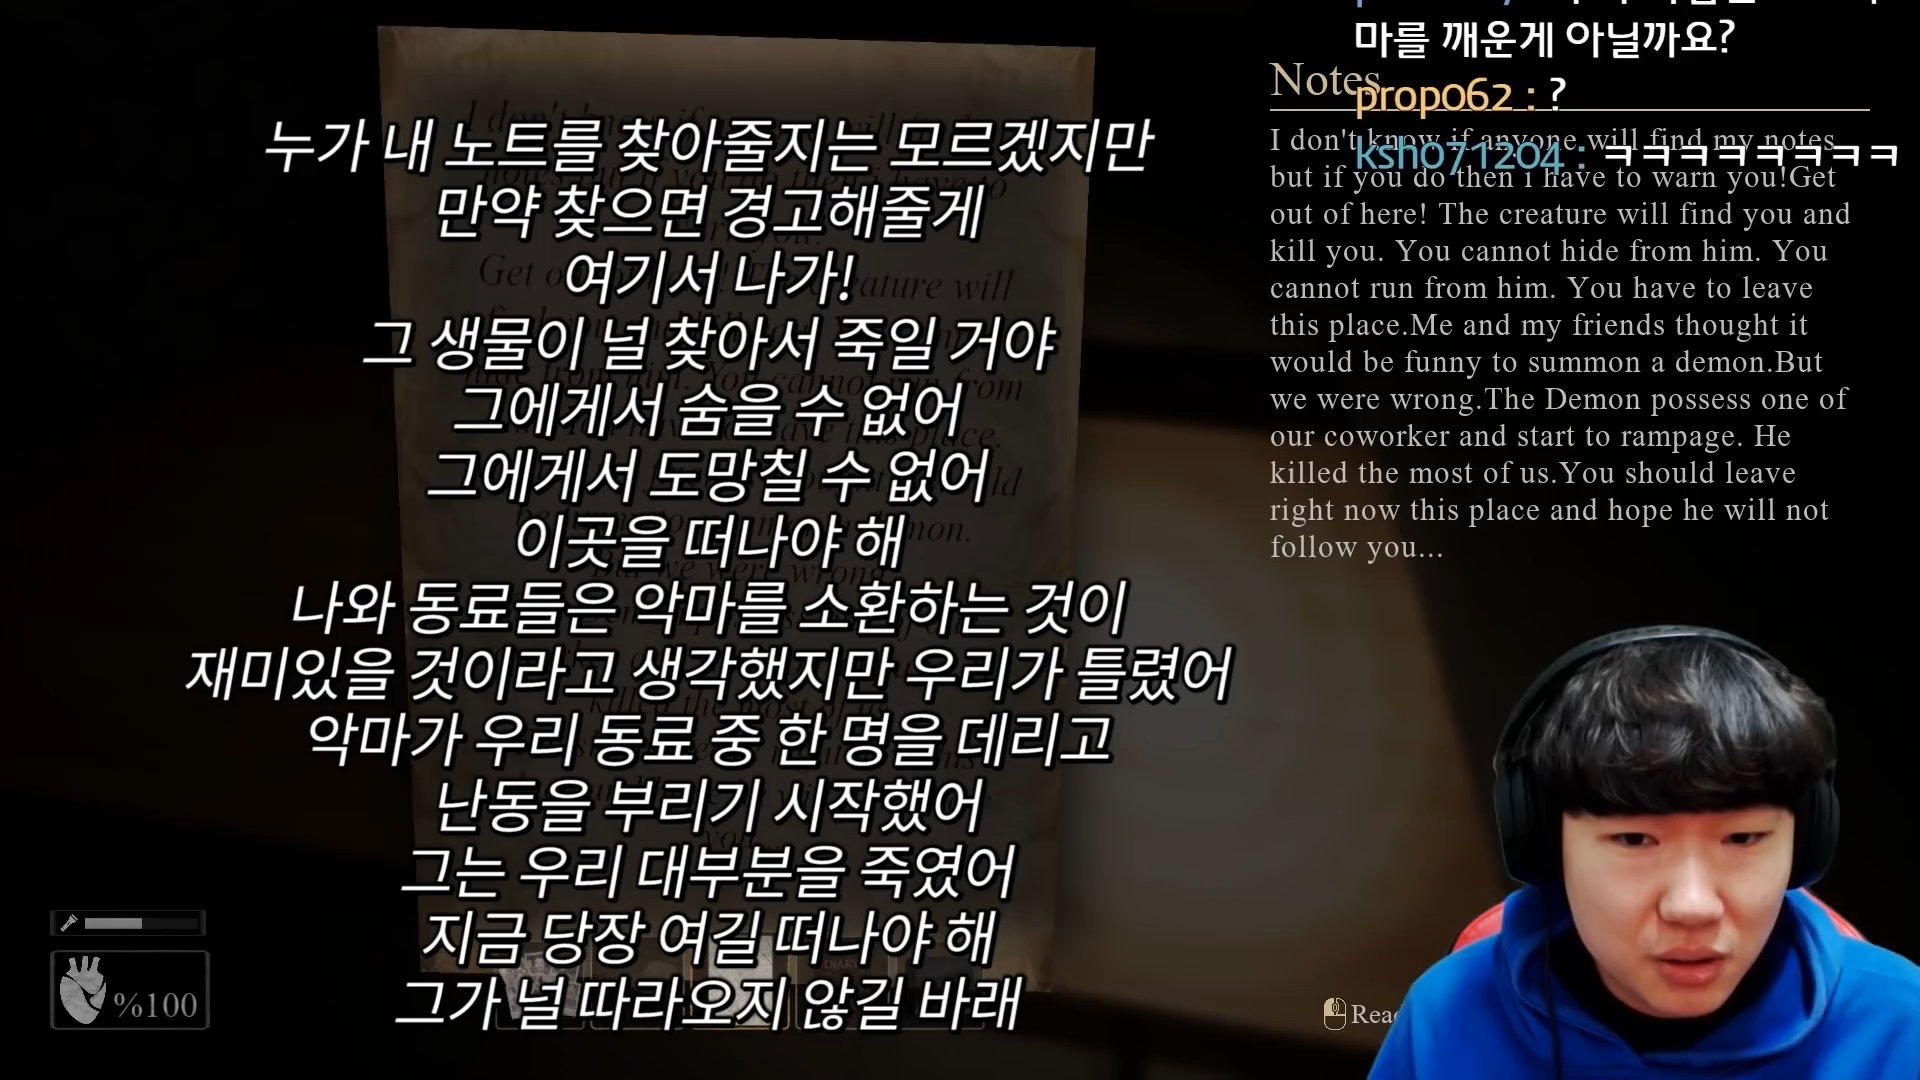 누가 내 노트를 찾아줄지는 모르겠지만
만약 찾으면 경고해줄게
여기서 나가!
그 생물이 널 찾아서 죽일 거야
그에게서 숨을 수 없어
그에게서 도망칠 수 없어
이곳을 떠나야 해
나와 동료들은 악마를 소환하는 것이
재미있을 것이라고 생각했지만 우리가 틀렸어
악마가 우리 동료 중 한 명을 데리고
난동을 부리기 시작했어
그는 우리 대부분을 죽였어
지금 당장 여길 떠나야 해
그가 널 따라오지 않길 바래
마를 깨운게 아닐까요?
propo62 : ?
ksh071204 : ㅋㅋㅋㅋㅋㅋㅋㅋ
Notes
I don't know if anyone will find my notes
but if you do then i have to warn you!Get
out of here! The creature will find you and
kill you. You cannot hide from him. You
cannot run from him. You have to leave
this place.Me and my friends thought it
would be funny to summon a demon.But
we were wrong.The Demon possess one of
our coworker and start to rampage. He
killed the most of us.You should leave
right now this place and hope he will not
follow you...
%100
DIARY